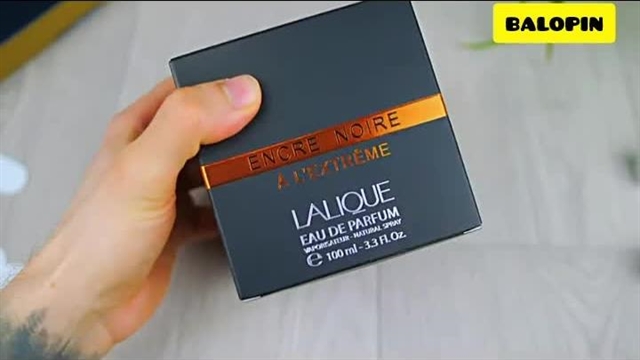 BALOPIN
ENCRE NOIRE
A L'EXTRÊME
LALIQUE
EAU DE PARFUM
VAPORISATEUR - NATURAL SPRAY
e 100 ml - 3.3 FL.Oz.